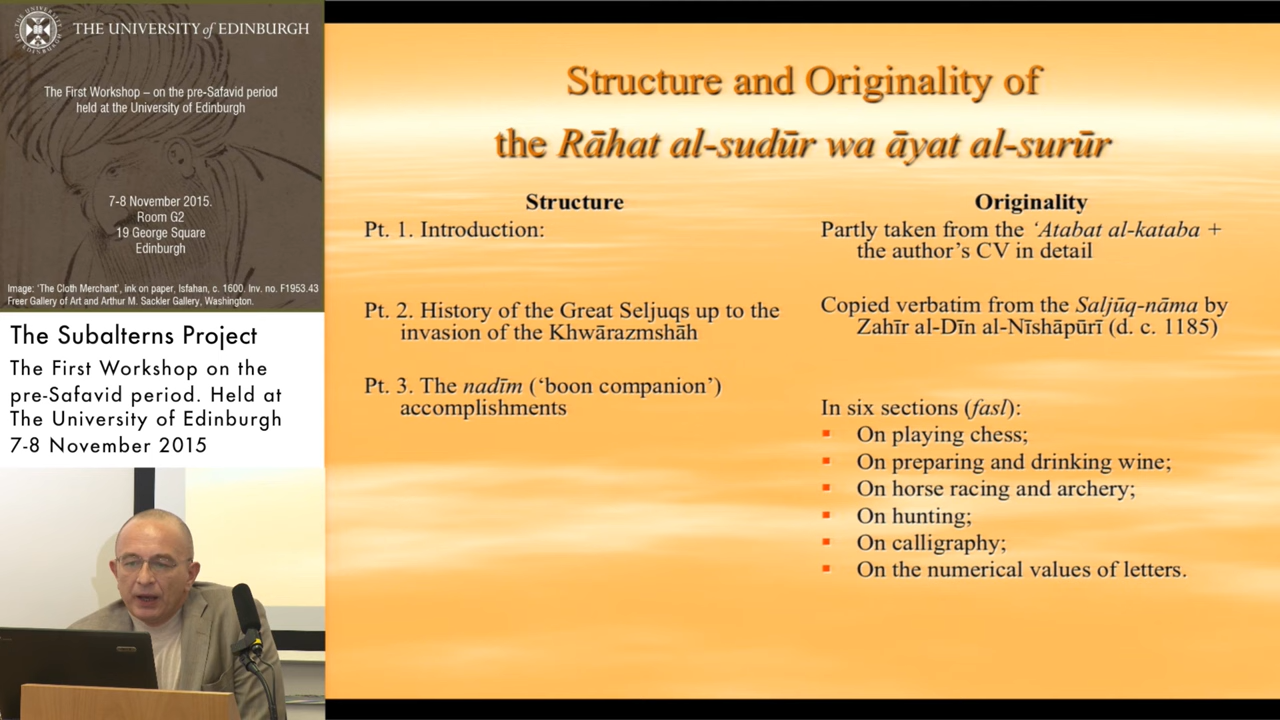 THE UNIVERSITY of EDINBURGH
The First Workshop – on the pre-Safavid period
held at the University of Edinburgh
7-8 November 2015.
Room G2
19 George Square
Edinburgh
Image: 'The Cloth Merchant', ink on paper, Isfahan, c. 1600. Inv. no. F1953.43
Freer Gallery of Art and Arthur M. Sackler Gallery, Washington.
The Subalterns Project
The First Workshop on the
pre-Safavid period. Held at
The University of Edinburgh
7-8 November 2015
Structure and Originality of
the Rāhat al-sudūr wa āyat al-surūr
Structure
Pt. 1. Introduction:
Pt. 2. History of the Great Seljuqs up to the
invasion of the Khwārazmshāh
Pt. 3. The nadīm (‘boon companion’)
accomplishments
Originality
Partly taken from the ‘Atabat al-kataba +
the author’s CV in detail
Copied verbatim from the Saljūq-nāma by
Zahīr al-Dīn al-Nīshāpūrī (d. c. 1185)
In six sections (fasl):
On playing chess;
On preparing and drinking wine;
On horse racing and archery;
On hunting;
On calligraphy;
On the numerical values of letters.